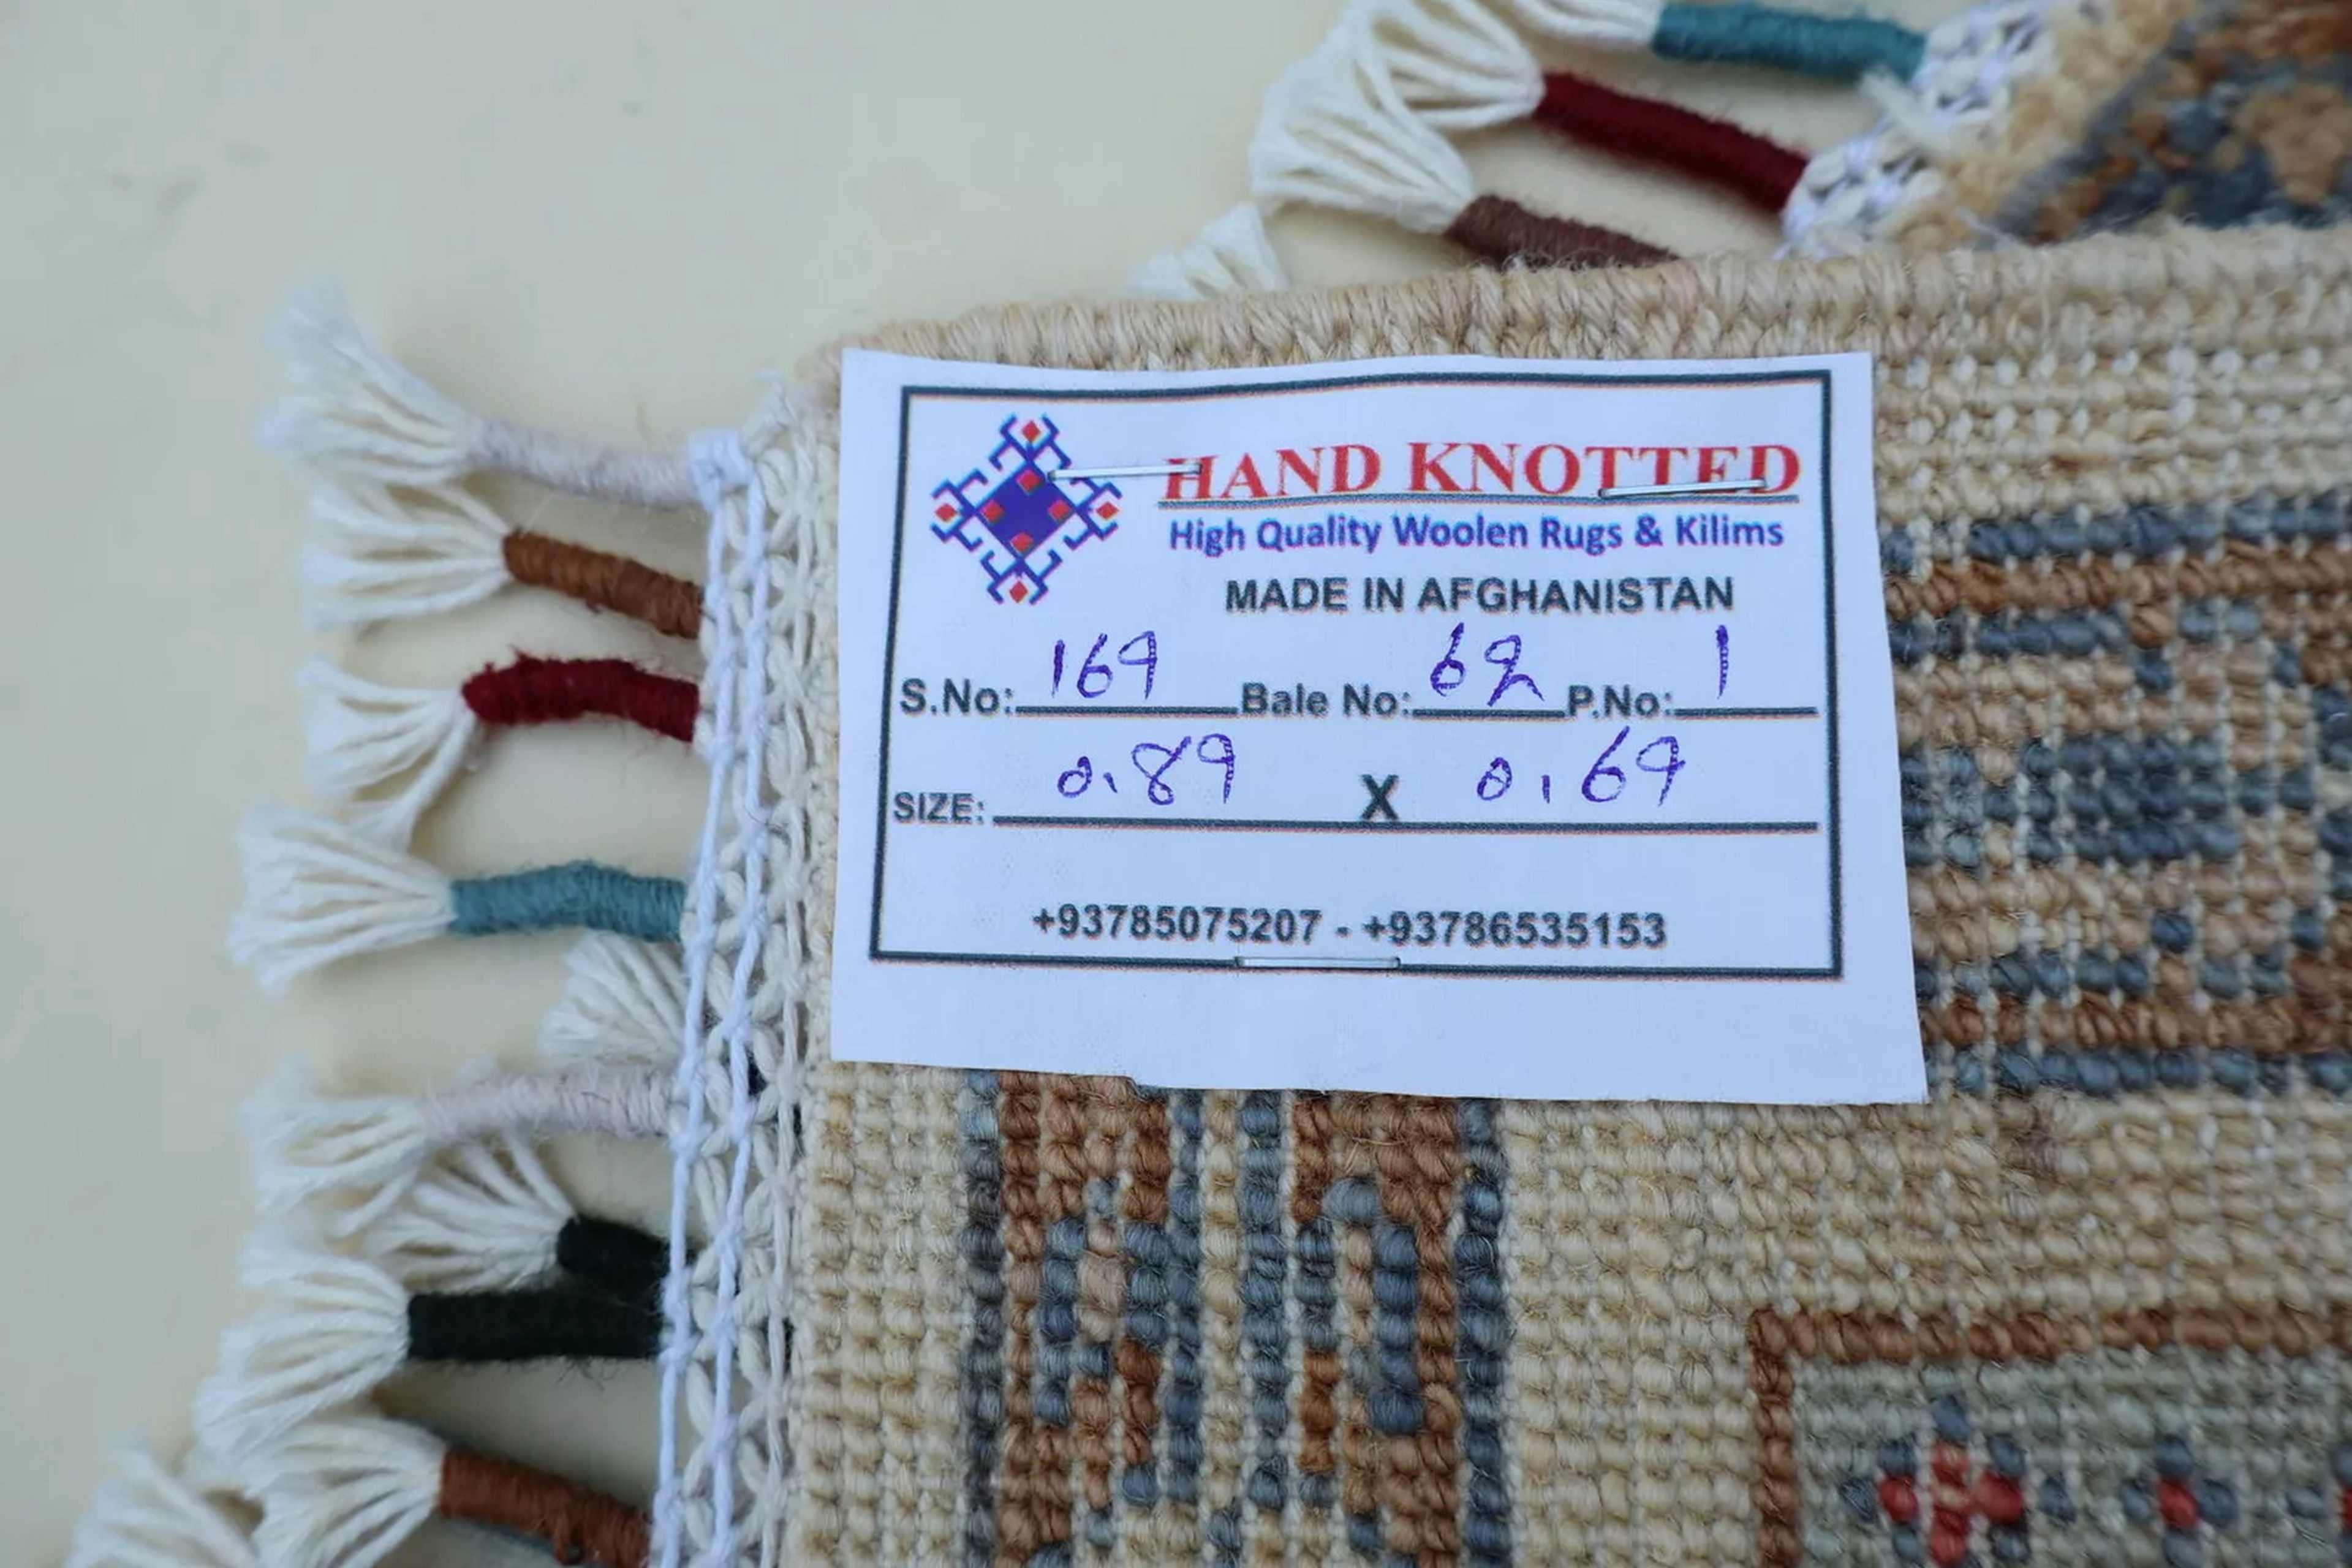 HAND KNOTTED
High Quality Woolen Rugs & Kilims
MADE IN AFGHANISTAN
S.No: 169 Bale No: 62 P.No: 1
SIZE: 0.89 X 0.69
+93785075207 - +93786535153